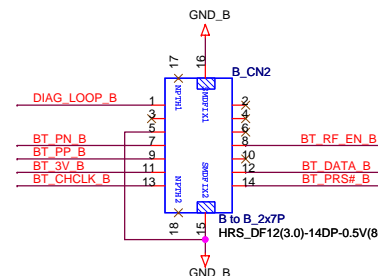 GND_B
17
16
B_CN2
NPTH1
SMDFIX1
DIAG_LOOP_B
1
2
3
4
5
6
BT_PN_B
7
8
BT_RF_EN_B
BT_PP_B
9
10
BT_3V_B
11
12
BT_DATA_B
BT_CHCLK_B
13
14
BT_PRS#_B
NPTH2
SMDFIX2
18
15
B to B_2x7P
HRS_DF12(3.0)-14DP-0.5V(8
GND_B